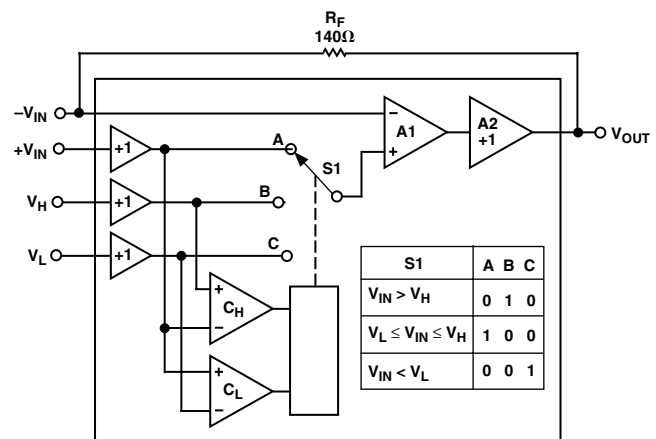 R_F
140Ω
–V_IN
+V_IN
V_H
V_L
+1
+1
+1
A
B
C
S1
–
+
A1
A2
+1
V_OUT
+
–
C_H
+
–
C_L
S1 A B C
V_IN > V_H 0 1 0
V_L ≤ V_IN ≤ V_H 1 0 0
V_IN < V_L 0 0 1